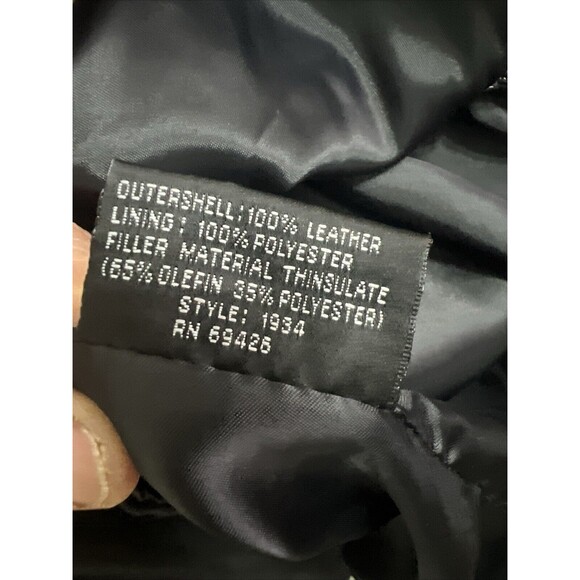 OUTERSHELL:100% LEATHER
LINING: 100% POLYESTER
FILLER MATERIAL THINSULATE
(65% OLEFIN 35% POLYESTER)
STYLE: 1934
RN 69426